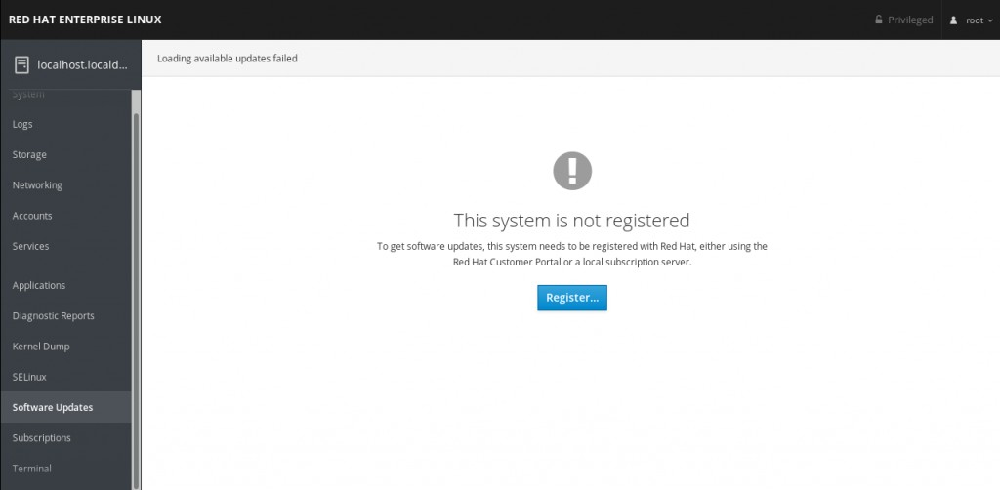 RED HAT ENTERPRISE LINUX
Privileged
root
localhost.locald...
Loading available updates failed
System
Logs
Storage
Networking
Accounts
Services
Applications
Diagnostic Reports
Kernel Dump
SELinux
Software Updates
Subscriptions
Terminal
This system is not registered
To get software updates, this system needs to be registered with Red Hat, either using the
Red Hat Customer Portal or a local subscription server.
Register...